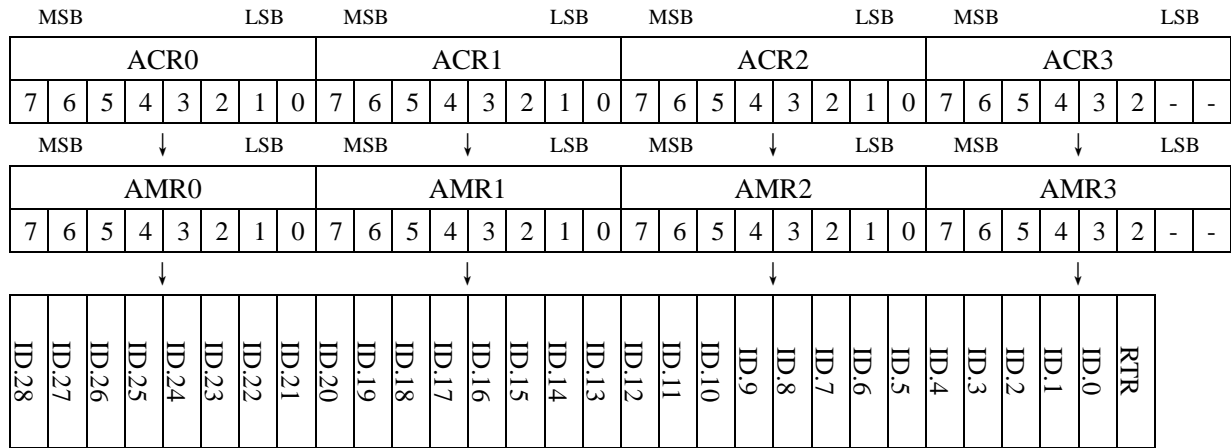 MSB LSB MSB LSB MSB LSB MSB LSB
ACR0 ACR1 ACR2 ACR3
7 6 5 4 3 2 1 0 7 6 5 4 3 2 1 0 7 6 5 4 3 2 1 0 7 6 5 4 3 2 - -
MSB LSB MSB LSB MSB LSB MSB LSB
AMR0 AMR1 AMR2 AMR3
7 6 5 4 3 2 1 0 7 6 5 4 3 2 1 0 7 6 5 4 3 2 1 0 7 6 5 4 3 2 - -
ID.28 ID.27 ID.26 ID.25 ID.24 ID.23 ID.22 ID.21 ID.20 ID.19 ID.18 ID.17 ID.16 ID.15 ID.14 ID.13 ID.12 ID.11 ID.10 ID.9 ID.8 ID.7 ID.6 ID.5 ID.4 ID.3 ID.2 ID.1 ID.0 RTR